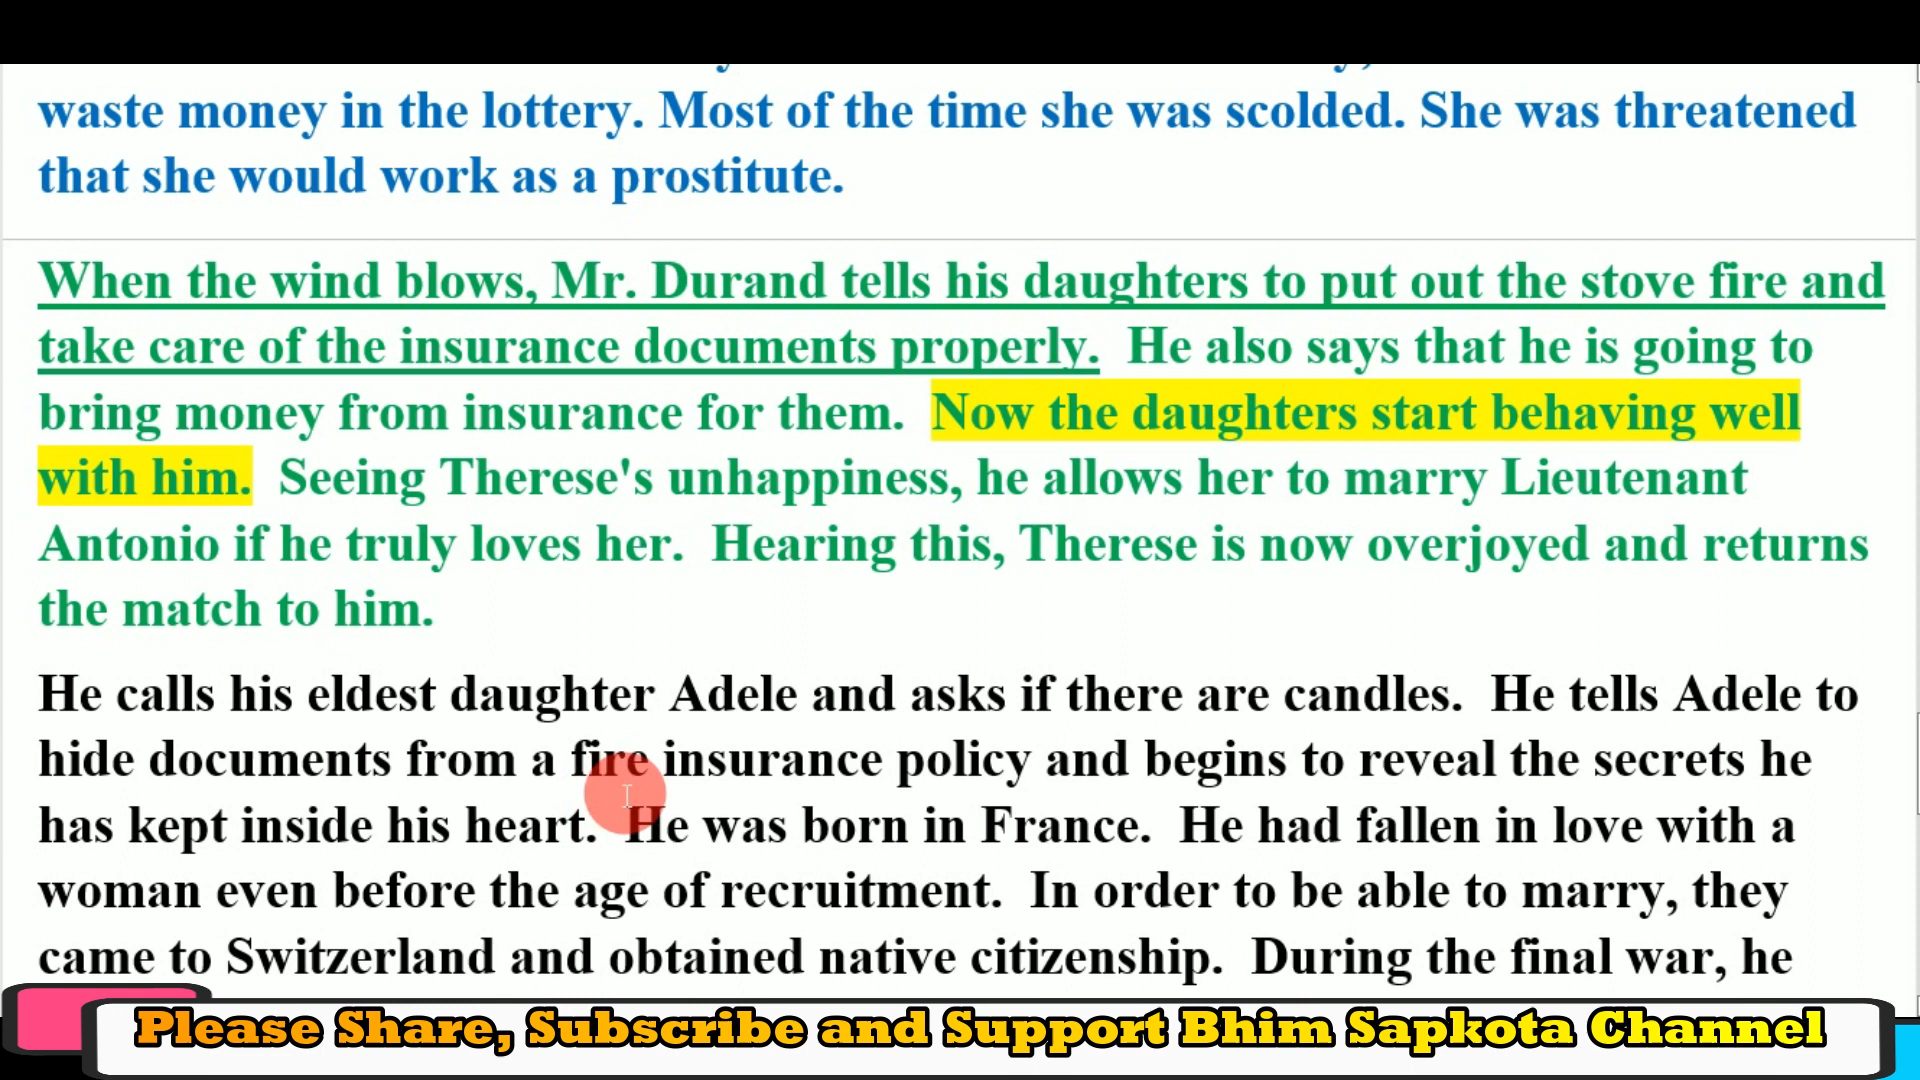 waste money in the lottery. Most of the time she was scolded. She was threatened
that she would work as a prostitute.
When the wind blows, Mr. Durand tells his daughters to put out the stove fire and
take care of the insurance documents properly. He also says that he is going to
bring money from insurance for them. Now the daughters start behaving well
with him. Seeing Therese's unhappiness, he allows her to marry Lieutenant
Antonio if he truly loves her. Hearing this, Therese is now overjoyed and returns
the match to him.
He calls his eldest daughter Adele and asks if there are candles. He tells Adele to
hide documents from a fire insurance policy and begins to reveal the secrets he
has kept inside his heart. He was born in France. He had fallen in love with a
woman even before the age of recruitment. In order to be able to marry, they
came to Switzerland and obtained native citizenship. During the final war, he
Please Share, Subscribe and Support Bhim Sapkota Channel